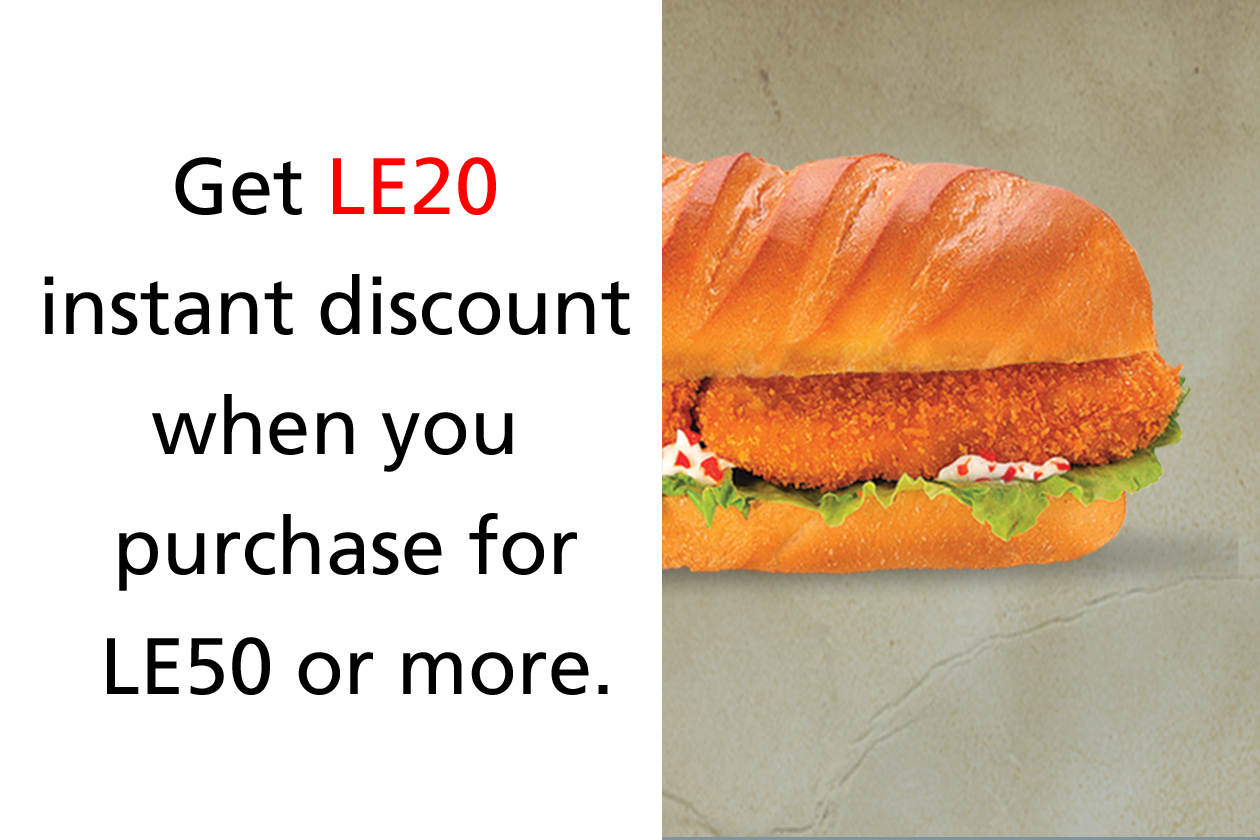 Get LE20
instant discount
when you
purchase for
LE50 or more.